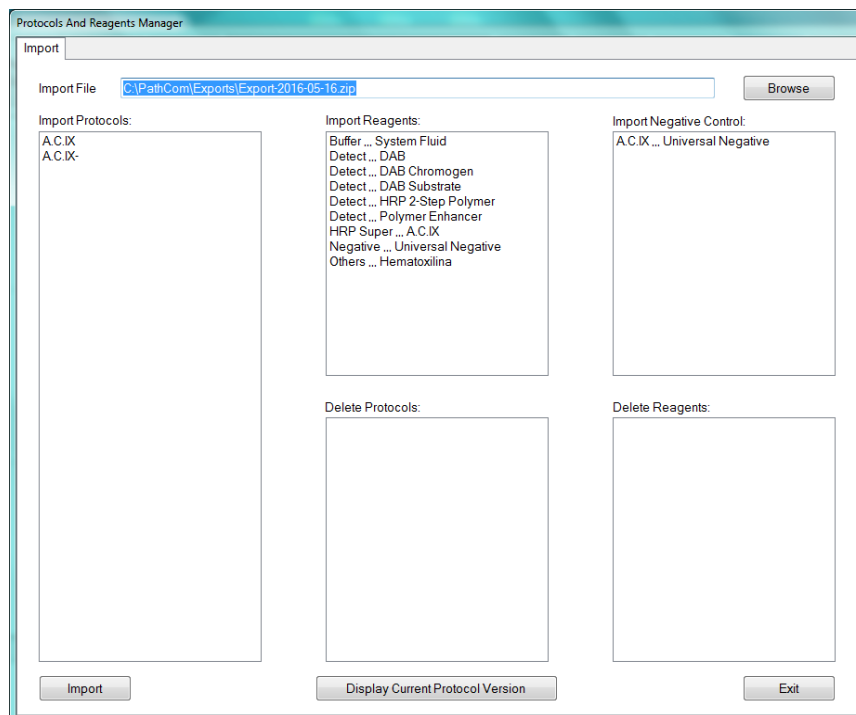 Protocols And Reagents Manager
Import
Import File
C:\PathCom\Exports\Export-2016-05-16.zip
Browse
Import Protocols:
A.C.IX
A.C.IX-
Import Reagents:
Buffer ,,, System Fluid
Detect ,,, DAB
Detect ,,, DAB Chromogen
Detect ,,, DAB Substrate
Detect ,,, HRP 2-Step Polymer
Detect ,,, Polymer Enhancer
HRP Super ,,, A.C.IX
Negative ,,, Universal Negative
Others ,,, Hematoxilina
Import Negative Control:
A.C.IX ,,, Universal Negative
Delete Protocols:
Delete Reagents:
Import
Display Current Protocol Version
Exit